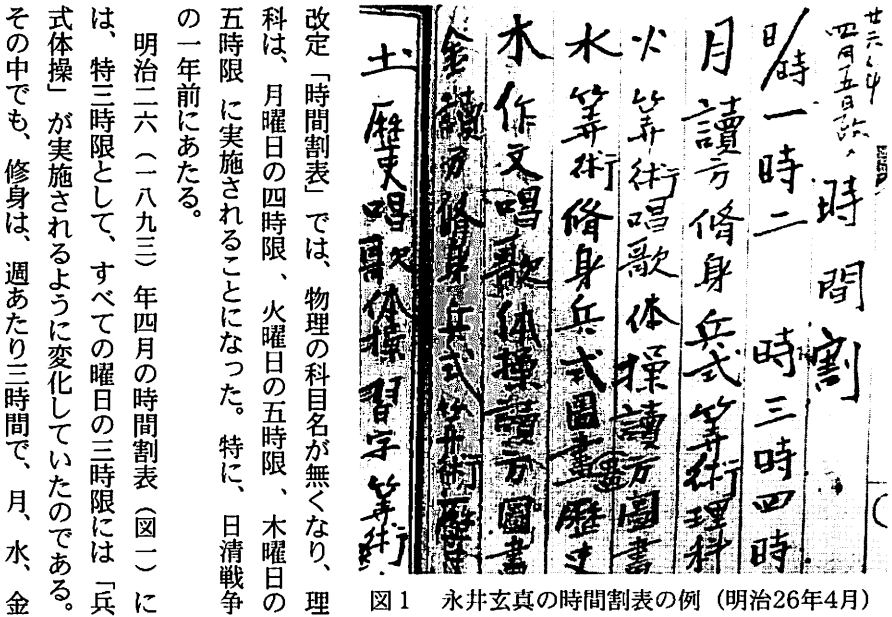 廿六年
四月五日改、
時間割
日/時一時二時三時四時
月讀方脩身兵式筭術理科
火筭術唱歌体操讀方圖畫
水筭術脩身兵式圖畫歴史
木作文唱歌体操讀方圖畫
金讀方脩身兵式筭術歴史
土歴史唱歌体操習字筭術
図1 永井玄真の時間割表の例（明治26年4月）
改定「時間割表」では、物理の科目名が無くなり、理
科は、月曜日の四時限、火曜日の五時限、木曜日の
五時限 に実施されることになった。特に、日清戦争
の一年前にあたる。
明治二六（一八九三）年四月の時間割表（図一）に
は、特三時限として、すべての曜日の三時限には「兵
式体操」が実施されるように変化していたのである。
その中でも、修身は、週あたり三時間で、月、水、金